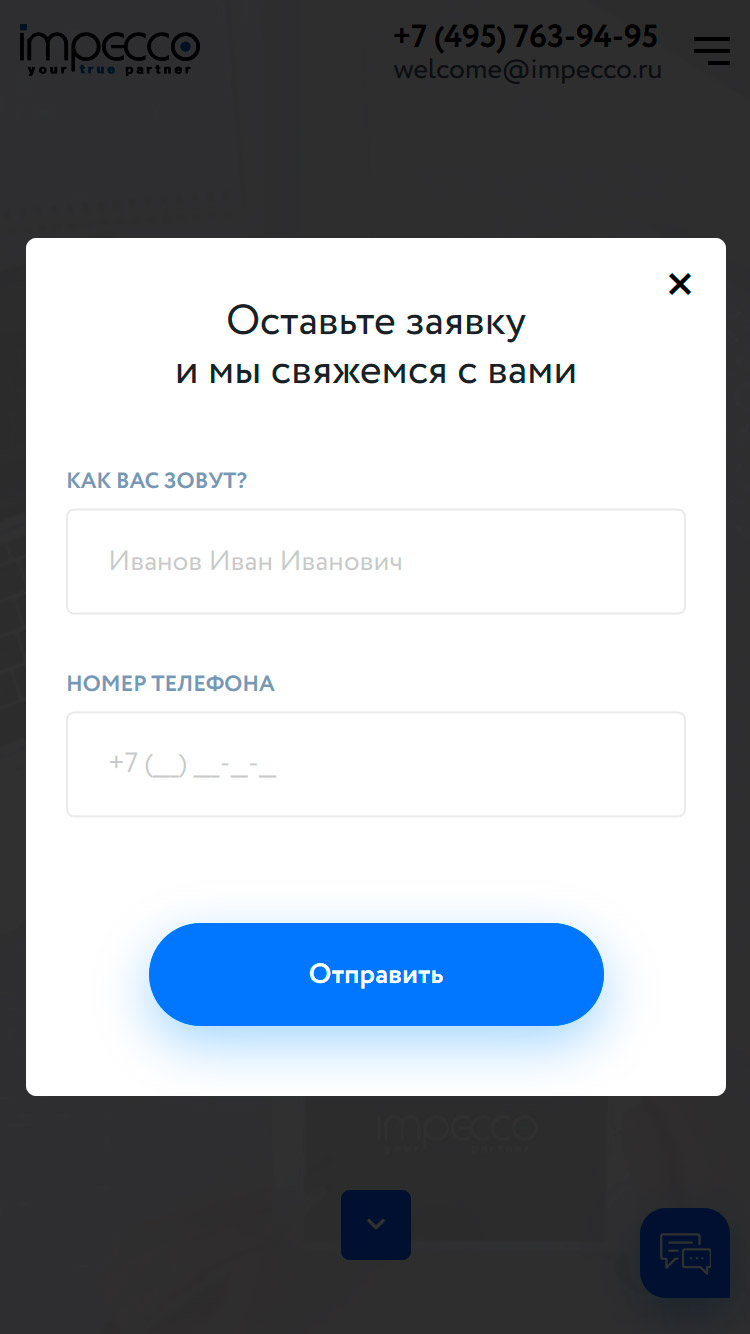 impecco
your true partner
+7 (495) 763-94-95
welcome@impecco.ru
Оставьте заявку
и мы свяжемся с вами
КАК ВАС ЗОВУТ?
Иванов Иван Иванович
НОМЕР ТЕЛЕФОНА
+7 (__) __-_-_
Отправить
impecco
your true partner